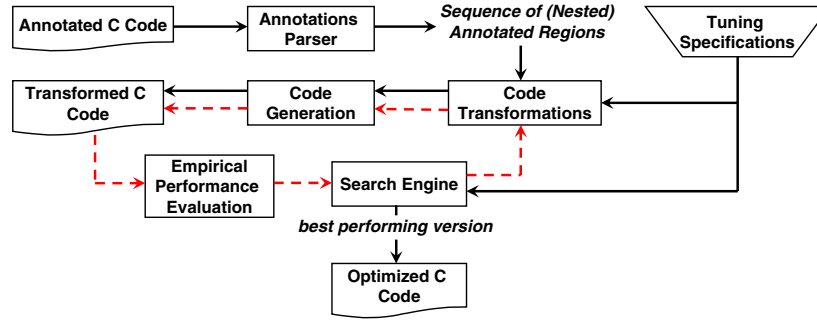 Annotated C Code
Annotations
Parser
Sequence of (Nested)
Annotated Regions
Tuning
Specifications
Transformed C
Code
Code
Generation
Code
Transformations
Empirical
Performance
Evaluation
Search Engine
best performing version
Optimized C
Code